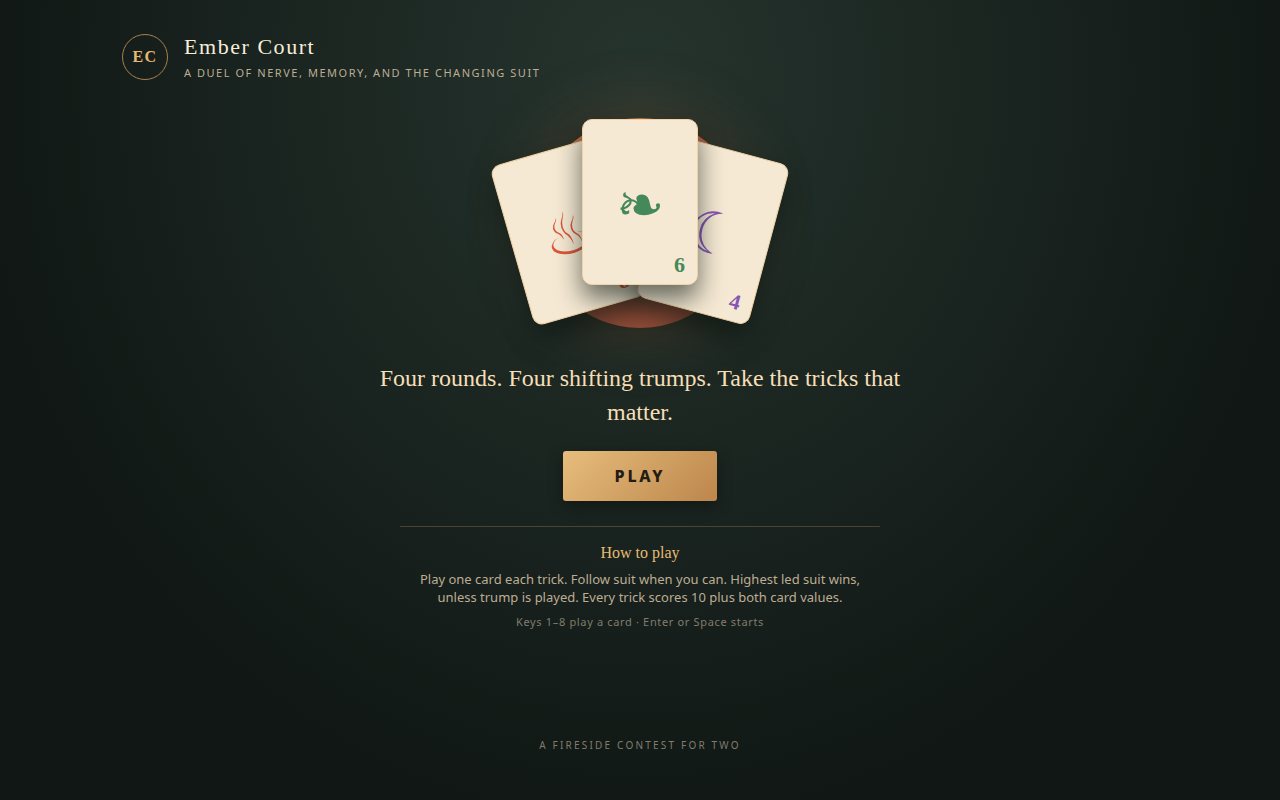 EC
Ember Court
A DUEL OF NERVE, MEMORY, AND THE CHANGING SUIT
6
4
Four rounds. Four shifting trumps. Take the tricks that
matter.
PLAY
How to play
Play one card each trick. Follow suit when you can. Highest led suit wins,
unless trump is played. Every trick scores 10 plus both card values.
Keys 1–8 play a card · Enter or Space starts
A FIRESIDE CONTEST FOR TWO